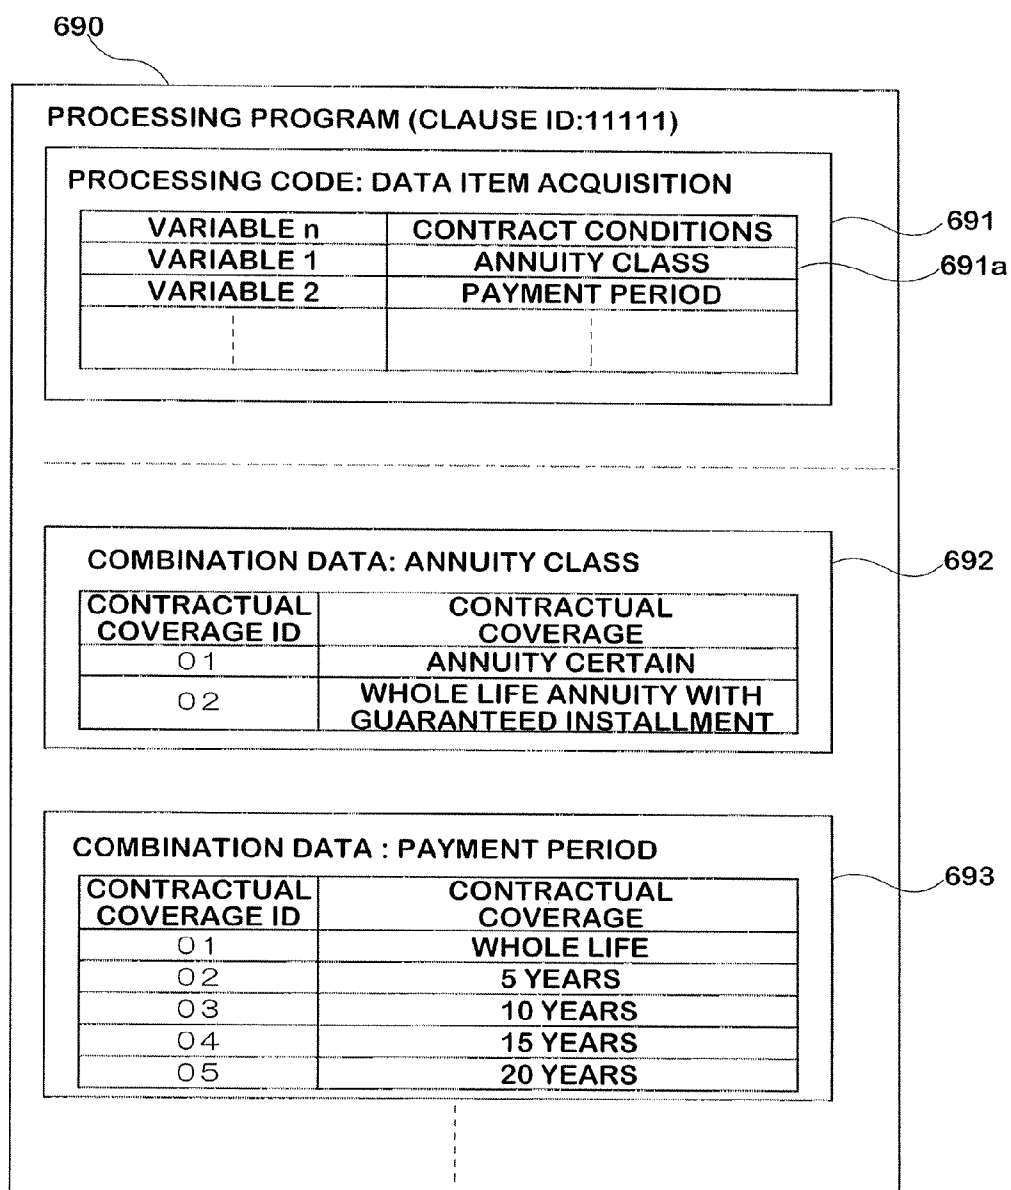 690
PROCESSING PROGRAM (CLAUSE ID:11111)
PROCESSING CODE: DATA ITEM ACQUISITION
VARIABLE n CONTRACT CONDITIONS
VARIABLE 1 ANNUITY CLASS
VARIABLE 2 PAYMENT PERIOD
691
691a
COMBINATION DATA: ANNUITY CLASS
692
CONTRACTUAL COVERAGE ID
CONTRACTUAL COVERAGE
01 ANNUITY CERTAIN
02 WHOLE LIFE ANNUITY WITH
GUARANTEED INSTALLMENT
COMBINATION DATA : PAYMENT PERIOD
693
CONTRACTUAL COVERAGE ID
CONTRACTUAL COVERAGE
01 WHOLE LIFE
02 5 YEARS
03 10 YEARS
04 15 YEARS
05 20 YEARS